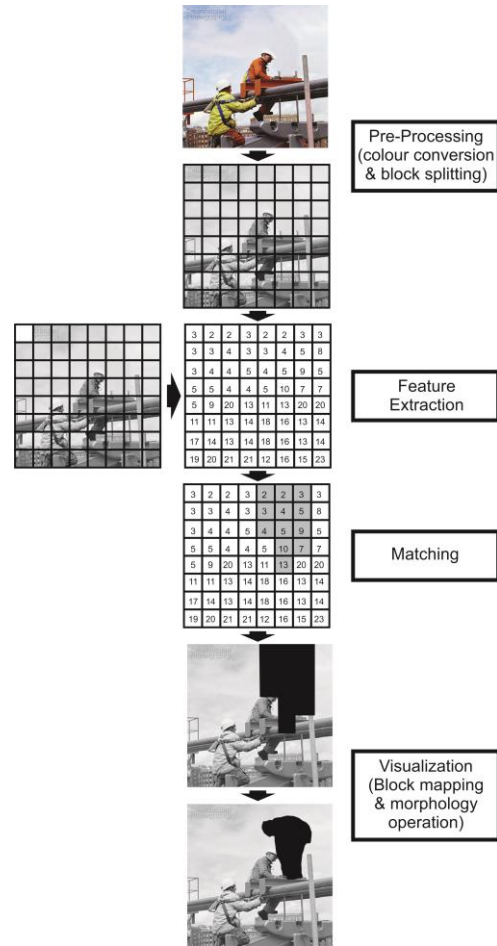 Pre-Processing
(colour conversion
& block splitting)
3 2 2 3 2 2 3 3
3 3 4 3 3 4 5 8
3 4 4 5 4 5 9 5
5 5 4 4 5 10 7 7
5 9 20 13 11 13 20 20
11 11 13 14 18 16 13 14
17 14 13 14 18 16 14 13
19 20 21 21 12 16 15 23
Feature
Extraction
3 2 2 3 2 2 3 3
3 3 4 3 3 4 5 8
3 4 4 5 4 5 9 5
5 5 4 4 5 10 7 7
5 9 20 13 11 13 20 20
11 11 13 14 18 16 13 14
17 14 13 14 18 16 14 13
19 20 21 21 12 16 15 23
Matching
Visualization
(Block mapping
& morphology
operation)